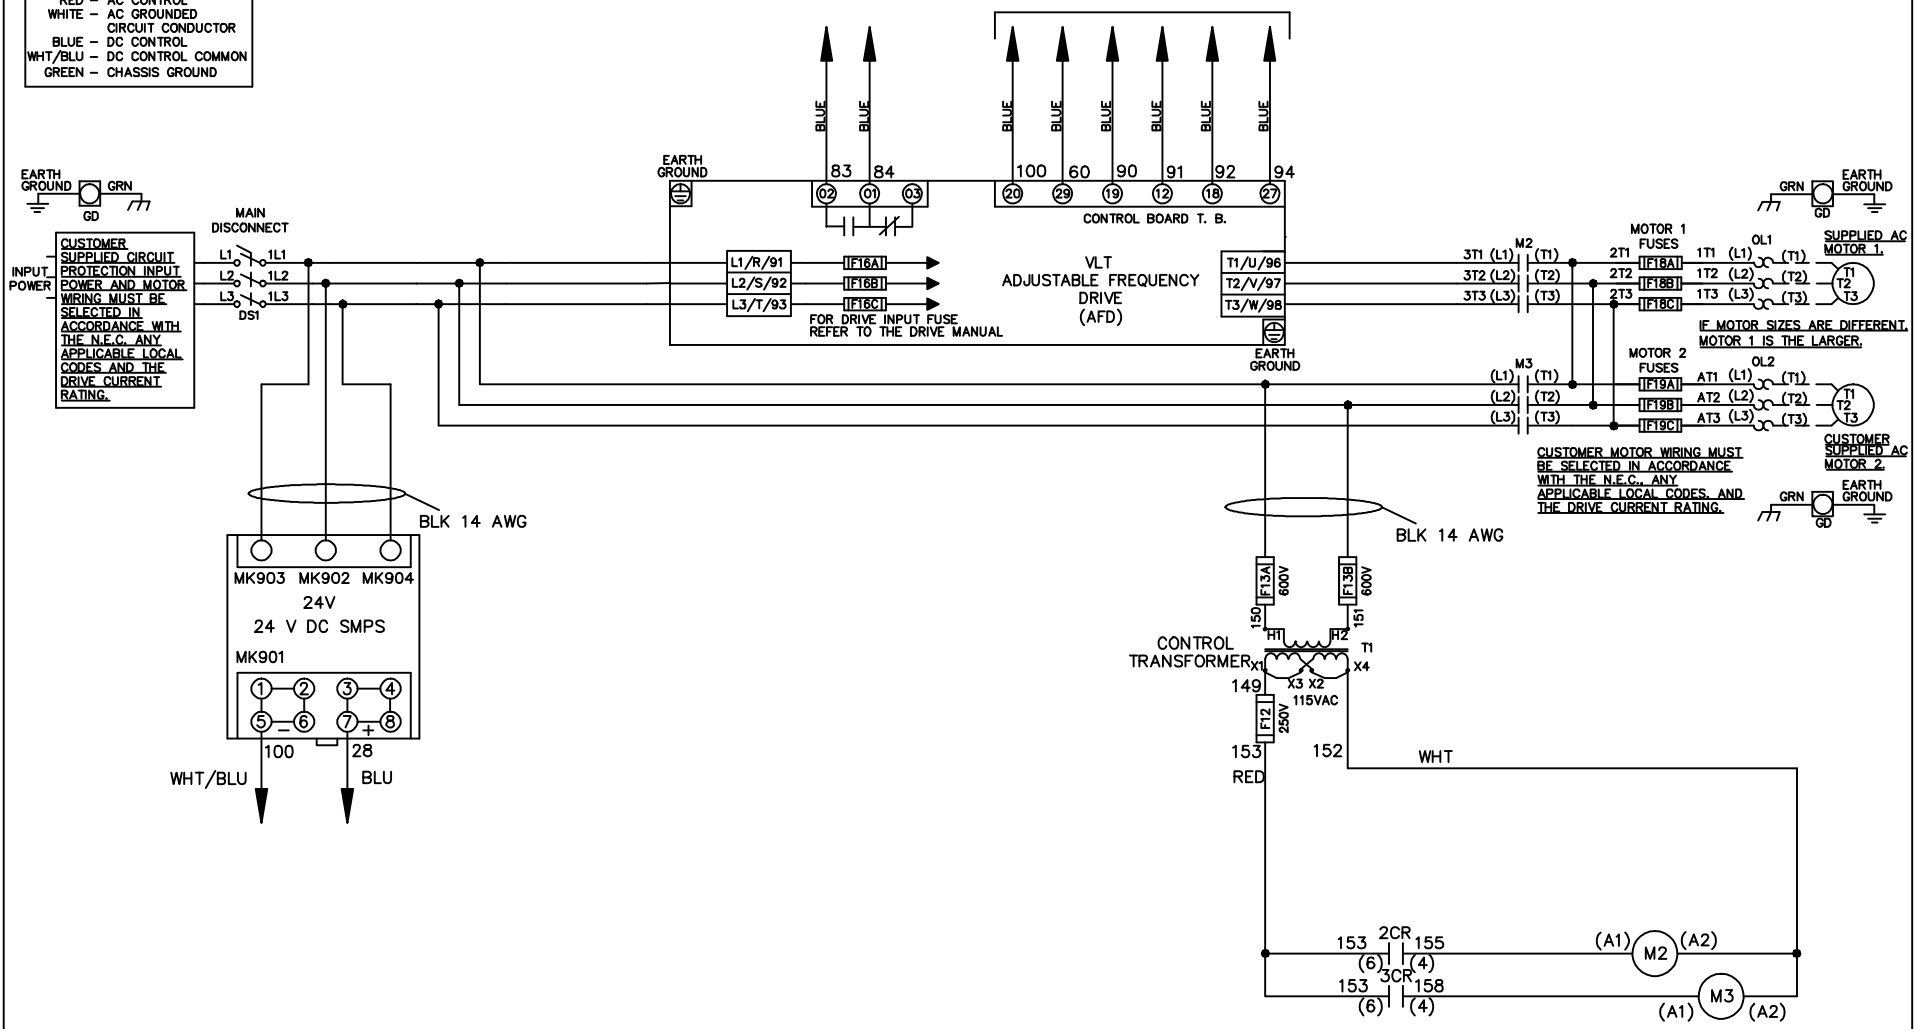 RED – AC CONTROL
WHITE – AC GROUNDED
CIRCUIT CONDUCTOR
BLUE – DC CONTROL
WHT/BLU – DC CONTROL COMMON
GREEN – CHASSIS GROUND
BLUE
BLUE
BLUE
BLUE
BLUE
BLUE
BLUE
BLUE
EARTH
GROUND
GRN
GD
EARTH
GROUND
83
84
100
60
90
91
92
94
02
01
03
20
29
19
12
18
27
CONTROL BOARD T. B.
GRN
EARTH
GROUND
GD
MAIN
DISCONNECT
INPUT
POWER
CUSTOMER
SUPPLIED CIRCUIT
PROTECTION INPUT
POWER AND MOTOR
WIRING MUST BE
SELECTED IN
ACCORDANCE WITH
THE N.E.C. ANY
APPLICABLE LOCAL
CODES AND THE
DRIVE CURRENT
RATING.
L1 1L1
L2 1L2
L3 1L3
DS1
L1/R/91
L2/S/92
L3/T/93
F16A
F16B
F16C
FOR DRIVE INPUT FUSE
REFER TO THE DRIVE MANUAL
VLT
ADJUSTABLE FREQUENCY
DRIVE
(AFD)
T1/U/96
T2/V/97
T3/W/98
EARTH
GROUND
M2
3T1 (L1) (T1)
3T2 (L2) (T2)
3T3 (L3) (T3)
MOTOR 1
FUSES
2T1 F18A 1T1 (L1) (T1)
2T2 F18B 1T2 (L2) (T2)
2T3 F18C 1T3 (L3) (T3)
OL1
SUPPLIED AC
MOTOR 1.
T1
T2
T3
IF MOTOR SIZES ARE DIFFERENT,
MOTOR 1 IS THE LARGER.
M3
(L1) (T1)
(L2) (T2)
(L3) (T3)
MOTOR 2
FUSES
F19A AT1 (L1) (T1)
F19B AT2 (L2) (T2)
F19C AT3 (L3) (T3)
OL2
T1
T2
T3
CUSTOMER
SUPPLIED AC
MOTOR 2.
CUSTOMER MOTOR WIRING MUST
BE SELECTED IN ACCORDANCE
WITH THE N.E.C., ANY
APPLICABLE LOCAL CODES, AND
THE DRIVE CURRENT RATING.
GRN
EARTH
GROUND
GD
BLK 14 AWG
BLK 14 AWG
MK903 MK902 MK904
24V
24 V DC SMPS
MK901
1 2 3 4
5 6 7 8
– +
100
28
WHT/BLU
BLU
F13A
600V
F13B
600V
150
151
H1
H2
T1
CONTROL
TRANSFORMER
X1
X4
X3 X2
115VAC
149
F12
250V
153
RED
152
WHT
2CR
153 155
(6) (4)
(A1) M2 (A2)
3CR
153 158
(6) (4)
(A1) M3 (A2)